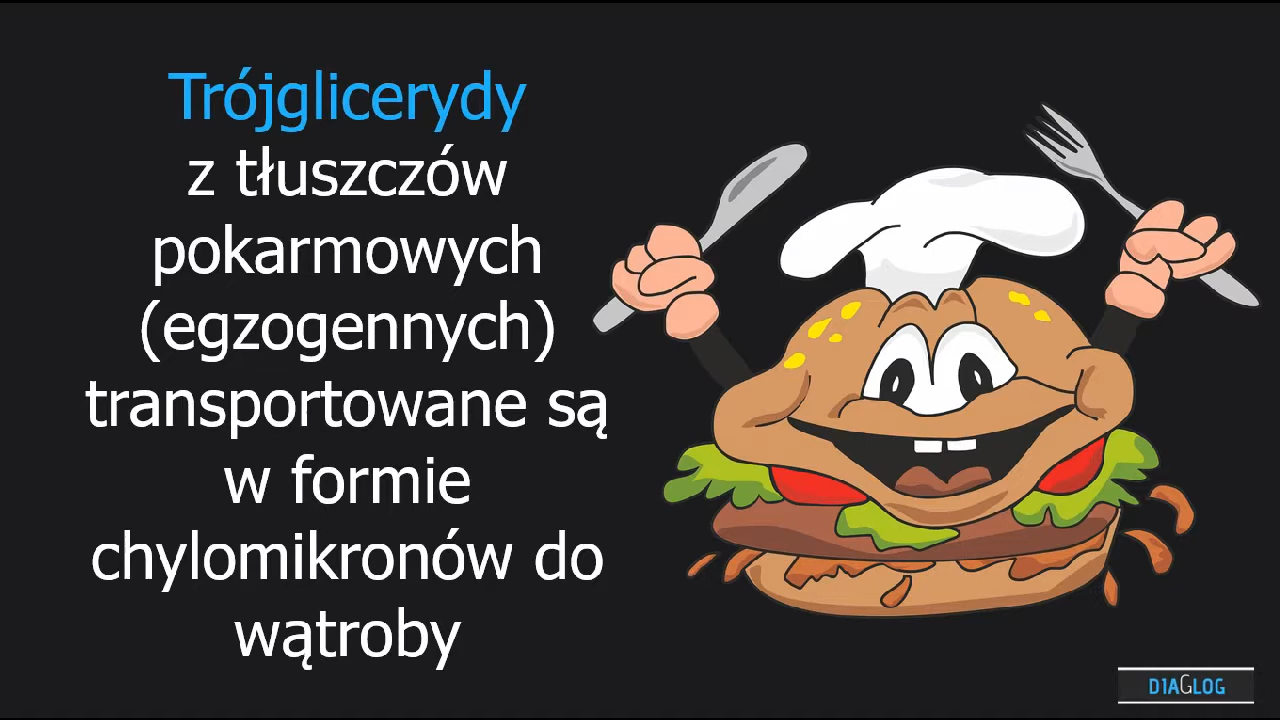 Trójglicerydy
z tłuszczów
pokarmowych
(egzogennych)
transportowane są
w formie
chylomikronów do
wątroby
DIAGLOG